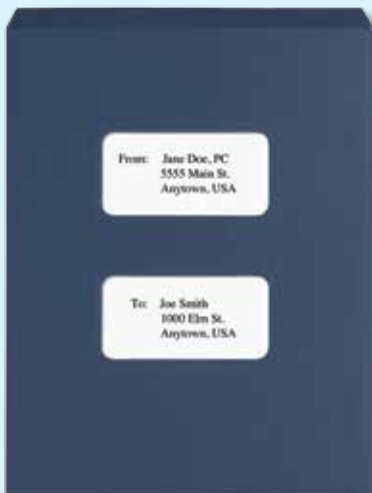 From: Jane Doe, PC
5555 Main St.
Anytown, USA
To: Joe Smith
1000 Elm St.
Anytown, USA